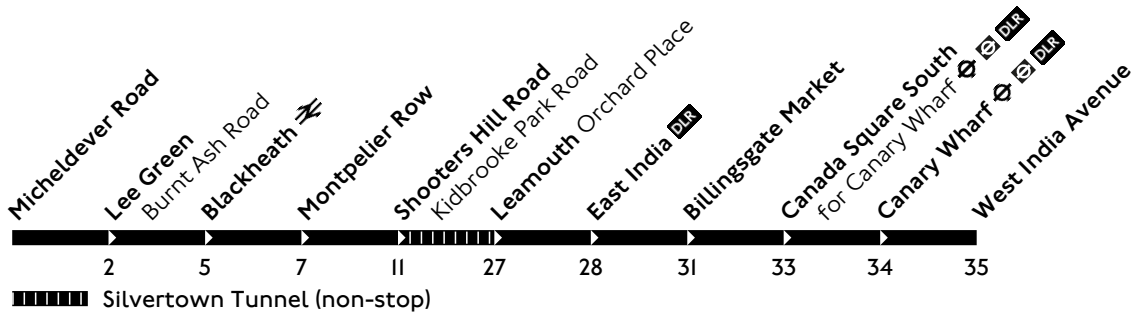 Micheldever Road
Lee Green
Burnt Ash Road
Blackheath
Montpelier Row
Shooters Hill Road
Kidbrooke Park Road
Leamouth Orchard Place
East India DLR
Billingsgate Market
Canada Square South
for Canary Wharf DLR
Canary Wharf DLR
West India Avenue
2 5 7 11 27 28 31 33 34 35
Silvertown Tunnel (non-stop)